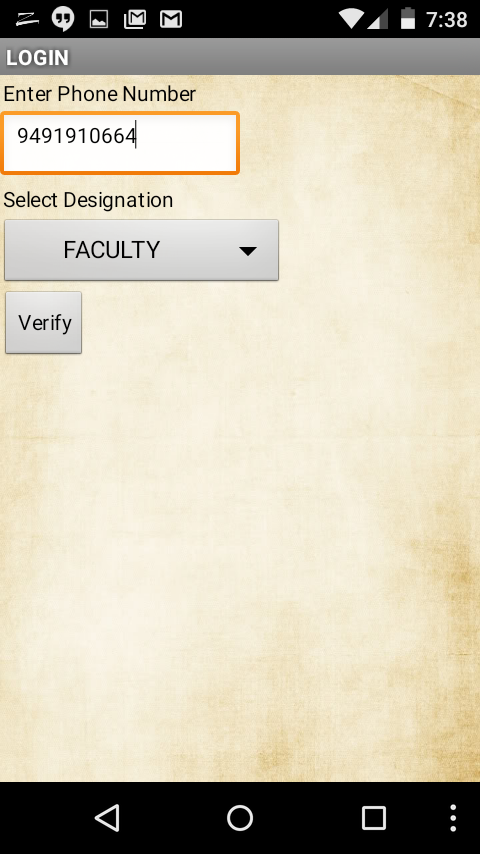 7:38
LOGIN
Enter Phone Number
9491910664
Select Designation
FACULTY
Verify